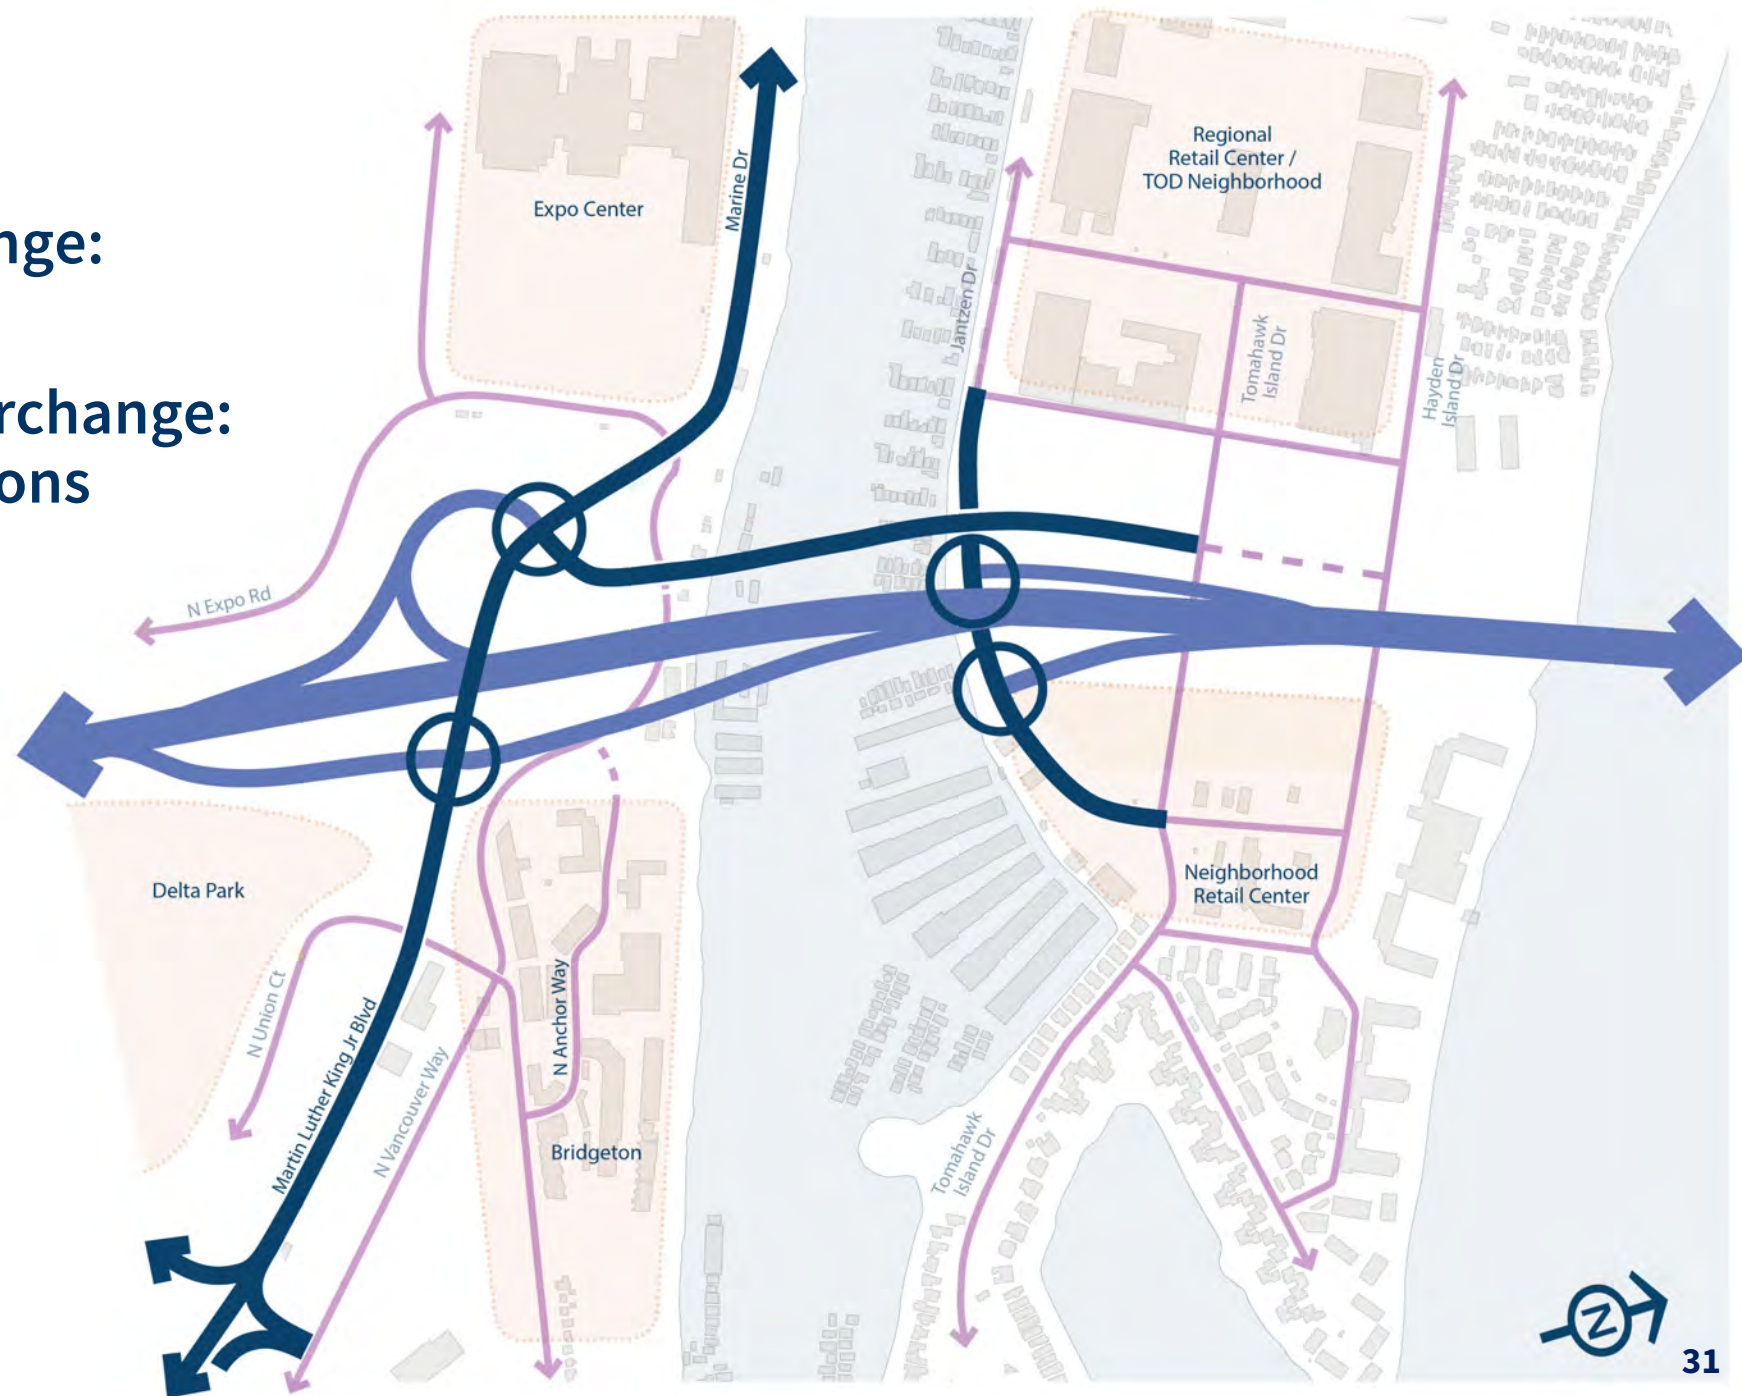 nge:
rchange:
ons
Expo Center
Marine Dr
Regional
Retail Center /
TOD Neighborhood
Jantzen Dr
Tomahawk
Island Dr
Hayden
Island Dr
N Expo Rd
Delta Park
N Union Ct
Martin Luther King Jr Blvd
N Vancouver Way
N Anchor Way
Bridgeton
Neighborhood
Retail Center
Tomahawk
Island Dr
N
31